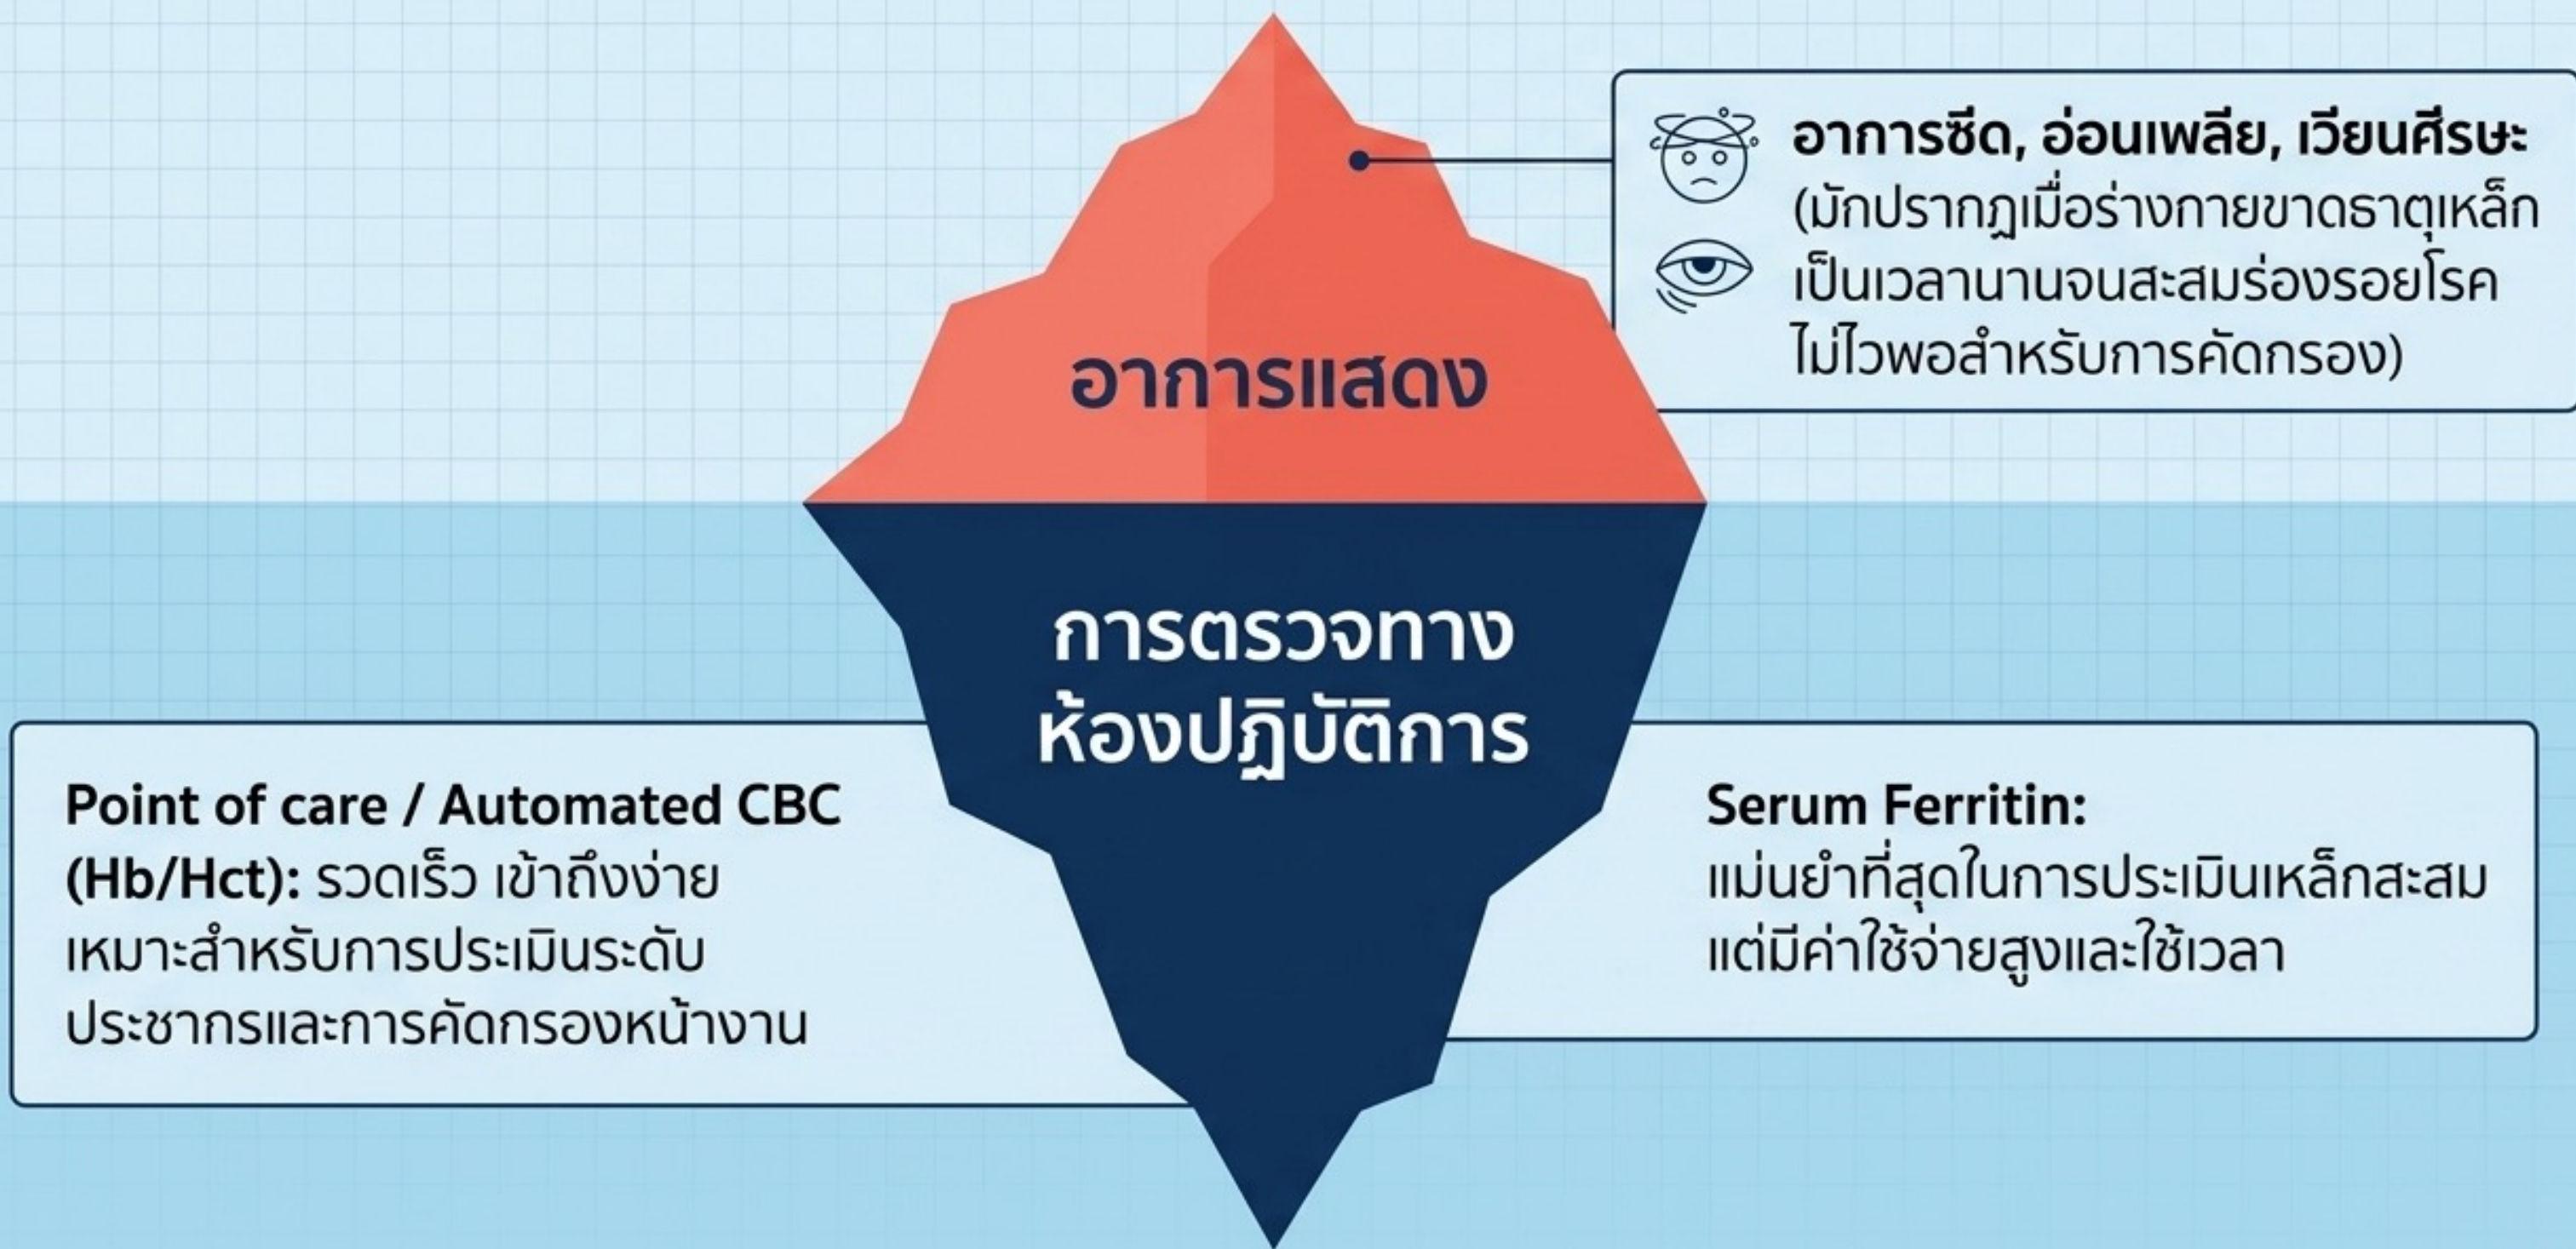 อาการซีด, อ่อนเพลีย, เวียนศีรษะ
(มักปรากฏเมื่อร่างกายขาดธาตุเหล็ก
เป็นเวลานานจนสะสมร่องรอยโรค
ไม่ไวพอสำหรับการคัดกรอง)
อาการแสดง
การตรวจทาง
ห้องปฏิบัติการ
Point of care / Automated CBC
(Hb/Hct): รวดเร็ว เข้าถึงง่าย
เหมาะสำหรับการประเมินระดับ
ประชากรและการคัดกรองหน้างาน
Serum Ferritin:
แม่นยำที่สุดในการประเมินเหล็กสะสม
แต่มีค่าใช้จ่ายสูงและใช้เวลา